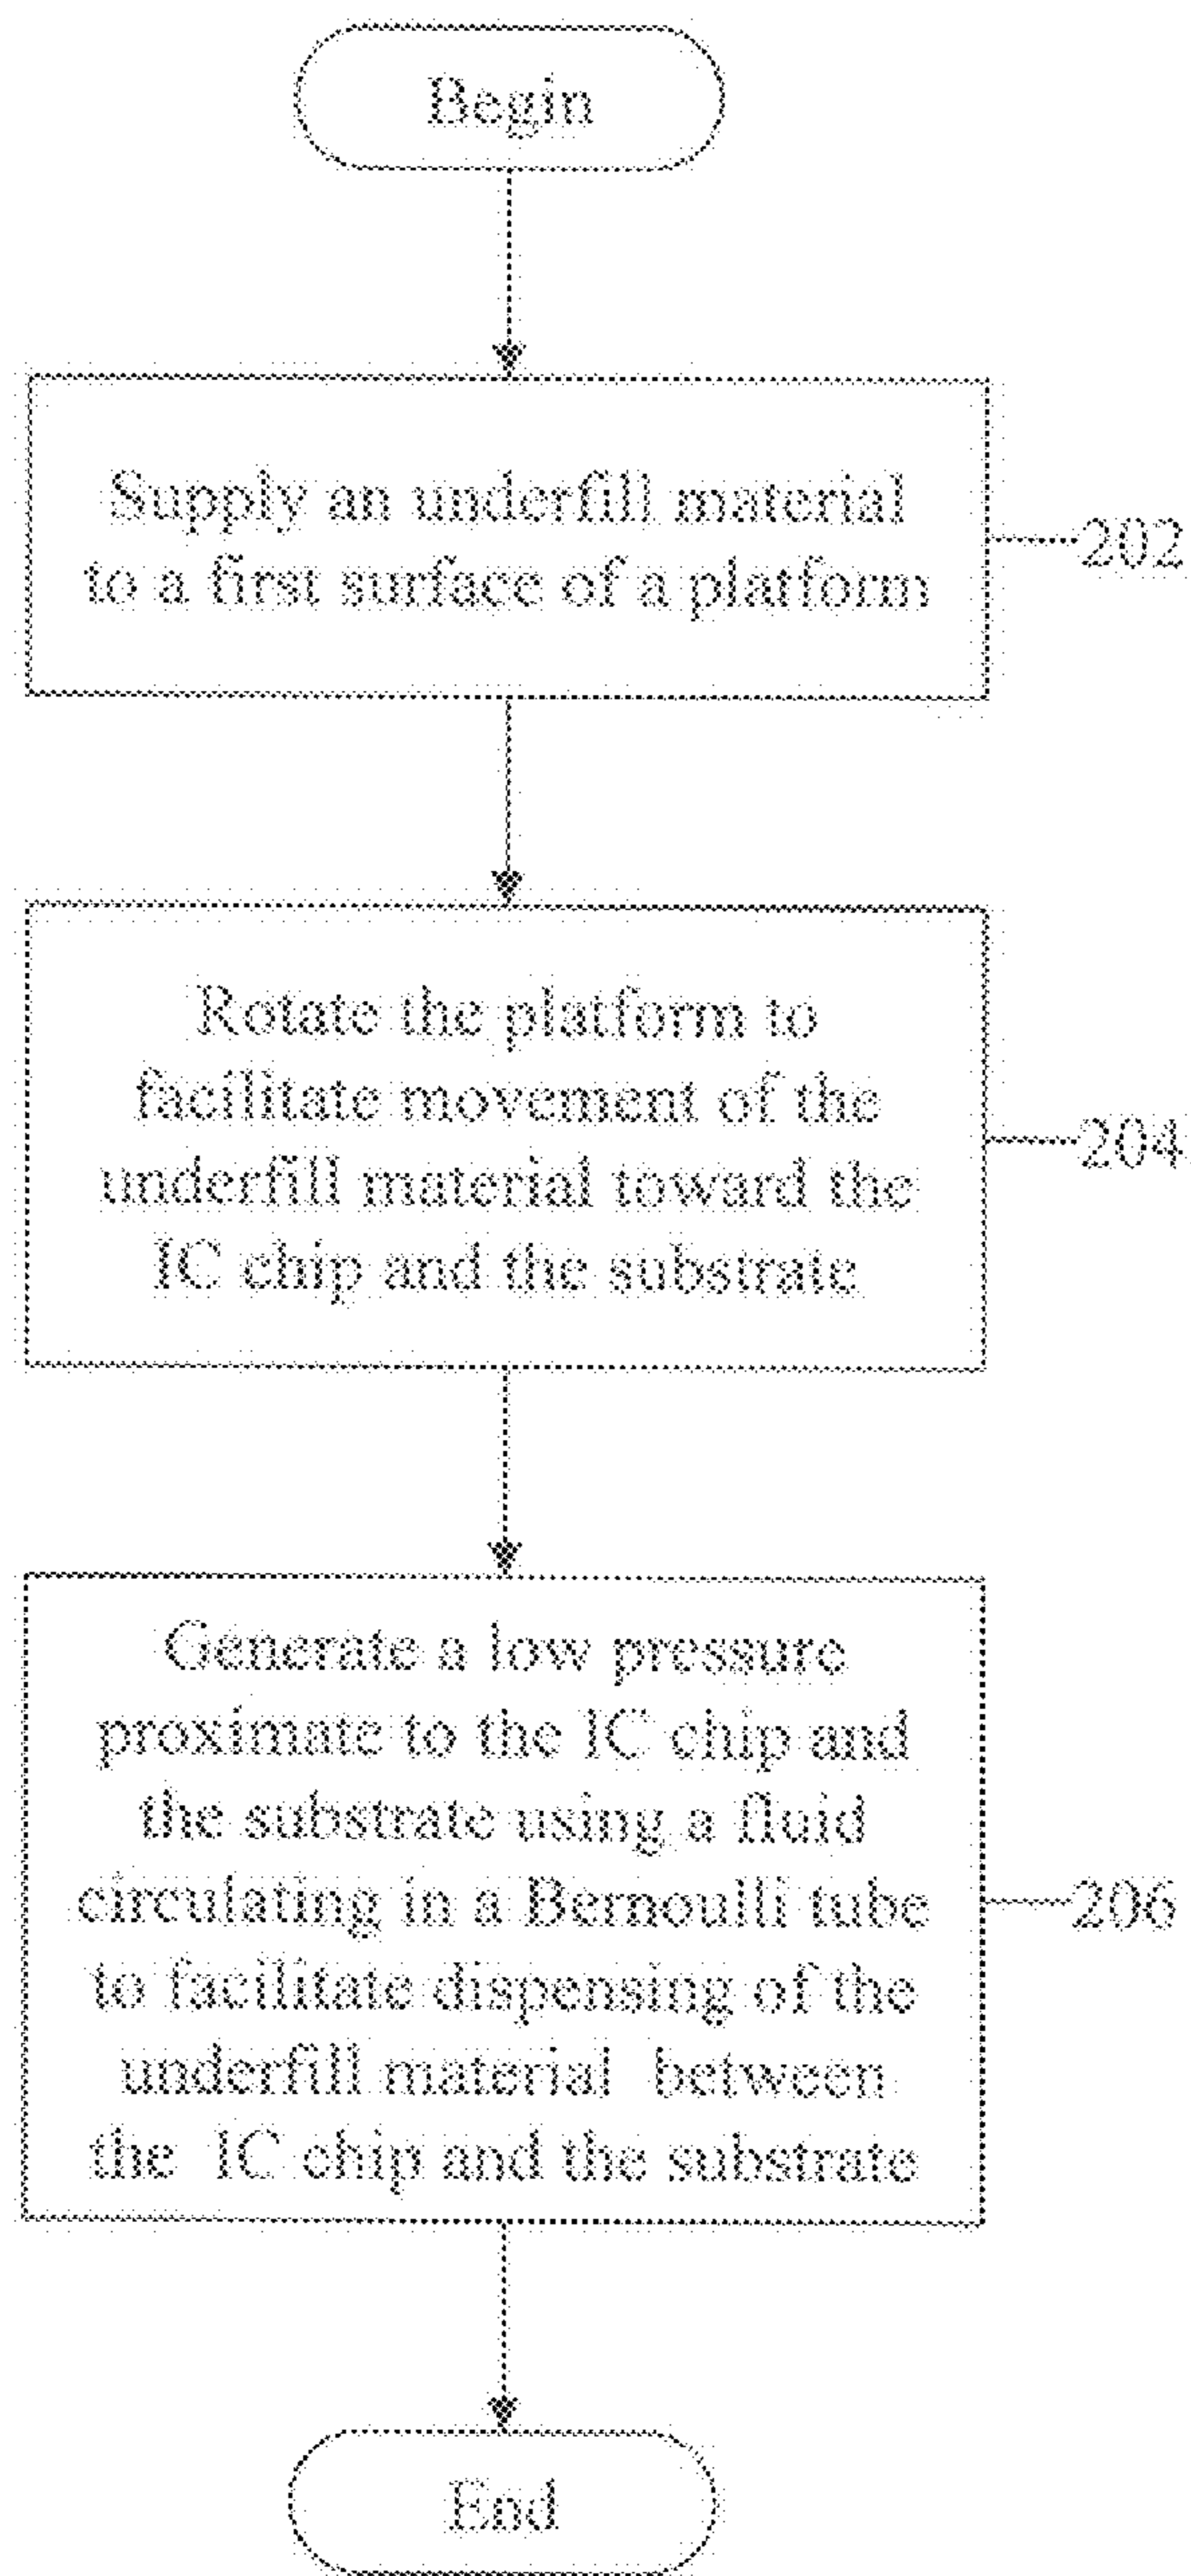 Begin
Supply an underfill material
to a first surface of a platform
202
Rotate the platform to
facilitate movement of the
underfill material toward the
IC chip and the substrate
204
Generate a low pressure
proximate to the IC chip and
the substrate using a fluid
circulating in a Bernoulli tube
to facilitate dispensing of the
underfill material between
the IC chip and the substrate
206
End